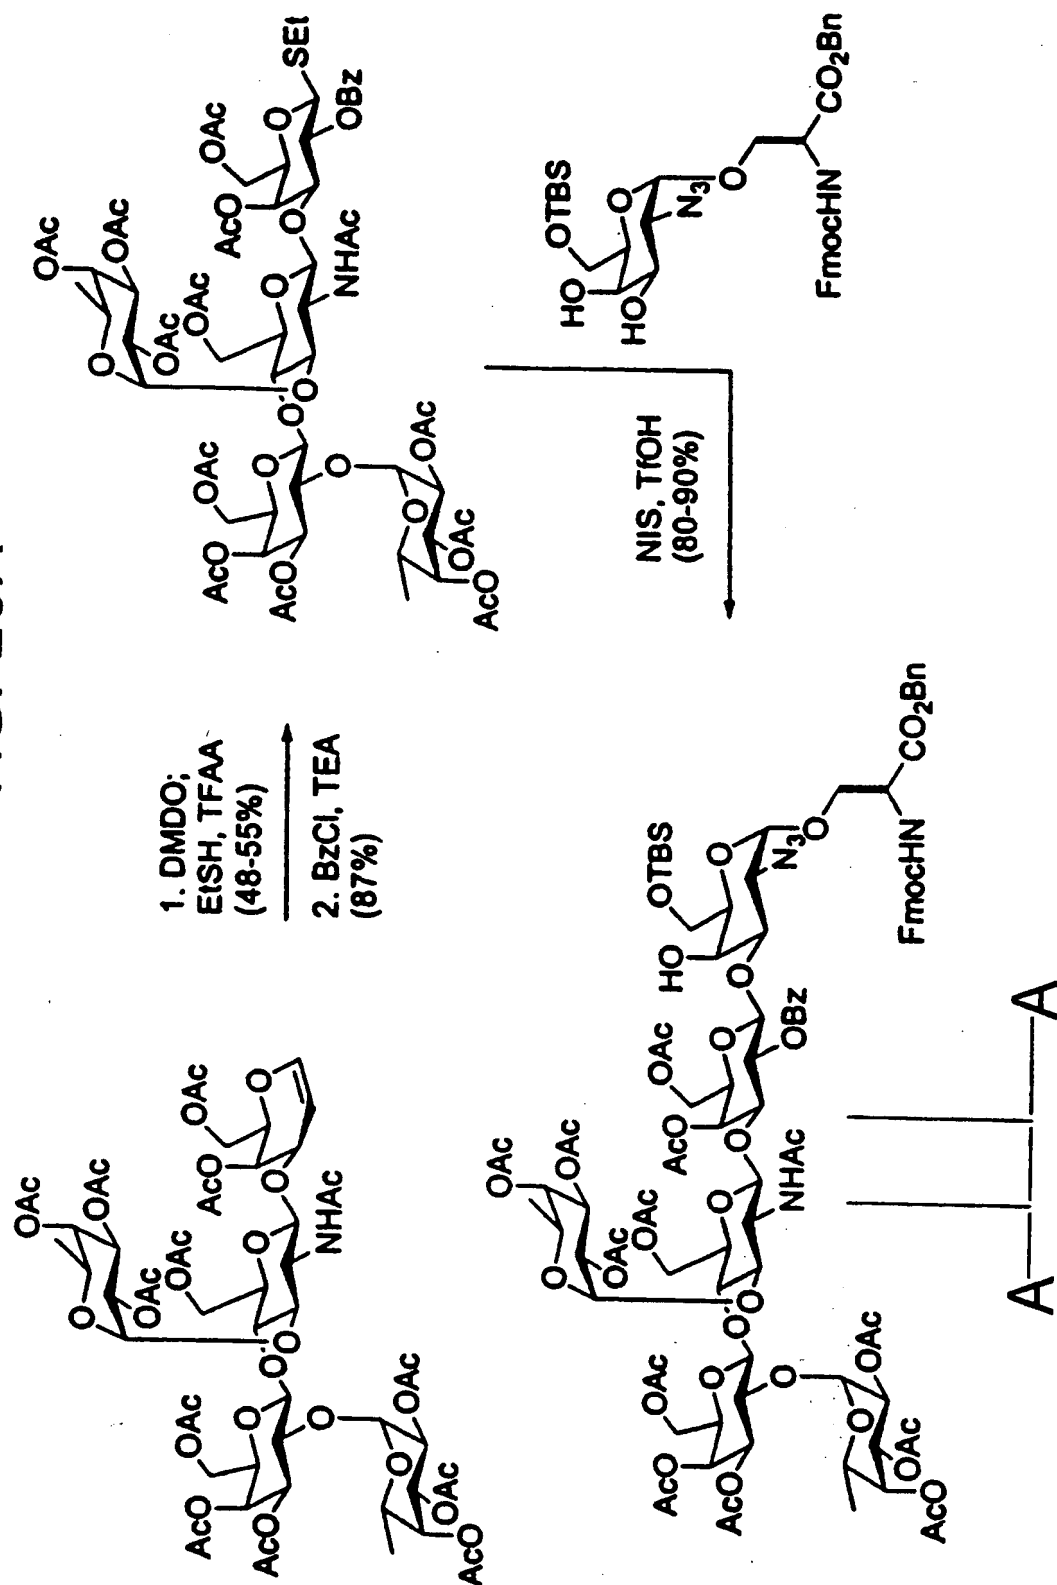 OAc
OAc
OAc
OAc
OAc
AcO
AcO
AcO
O
O
O
O
O
NHAc
OAc
AcO
O
O
O
O
OAc
OAc
AcO
1. DMDO;
EtSH, TFAA
(48-55%)
2. BzCl, TEA
(87%)
OAc
OAc
OAc
OAc
OAc
AcO
AcO
AcO
O
O
O
O
O
NHAc
OAc
SEt
OBz
O
O
O
O
OAc
OAc
AcO
NIS, TfOH
(80-90%)
OTBS
HO
HO
O
N3
O
FmocHN
CO2Bn
OAc
OAc
OAc
OAc
OAc
AcO
AcO
AcO
O
O
O
O
O
NHAc
OAc
OBz
O
O
OTBS
HO
O
O
N3
O
FmocHN
CO2Bn
O
O
OAc
OAc
AcO
A
A